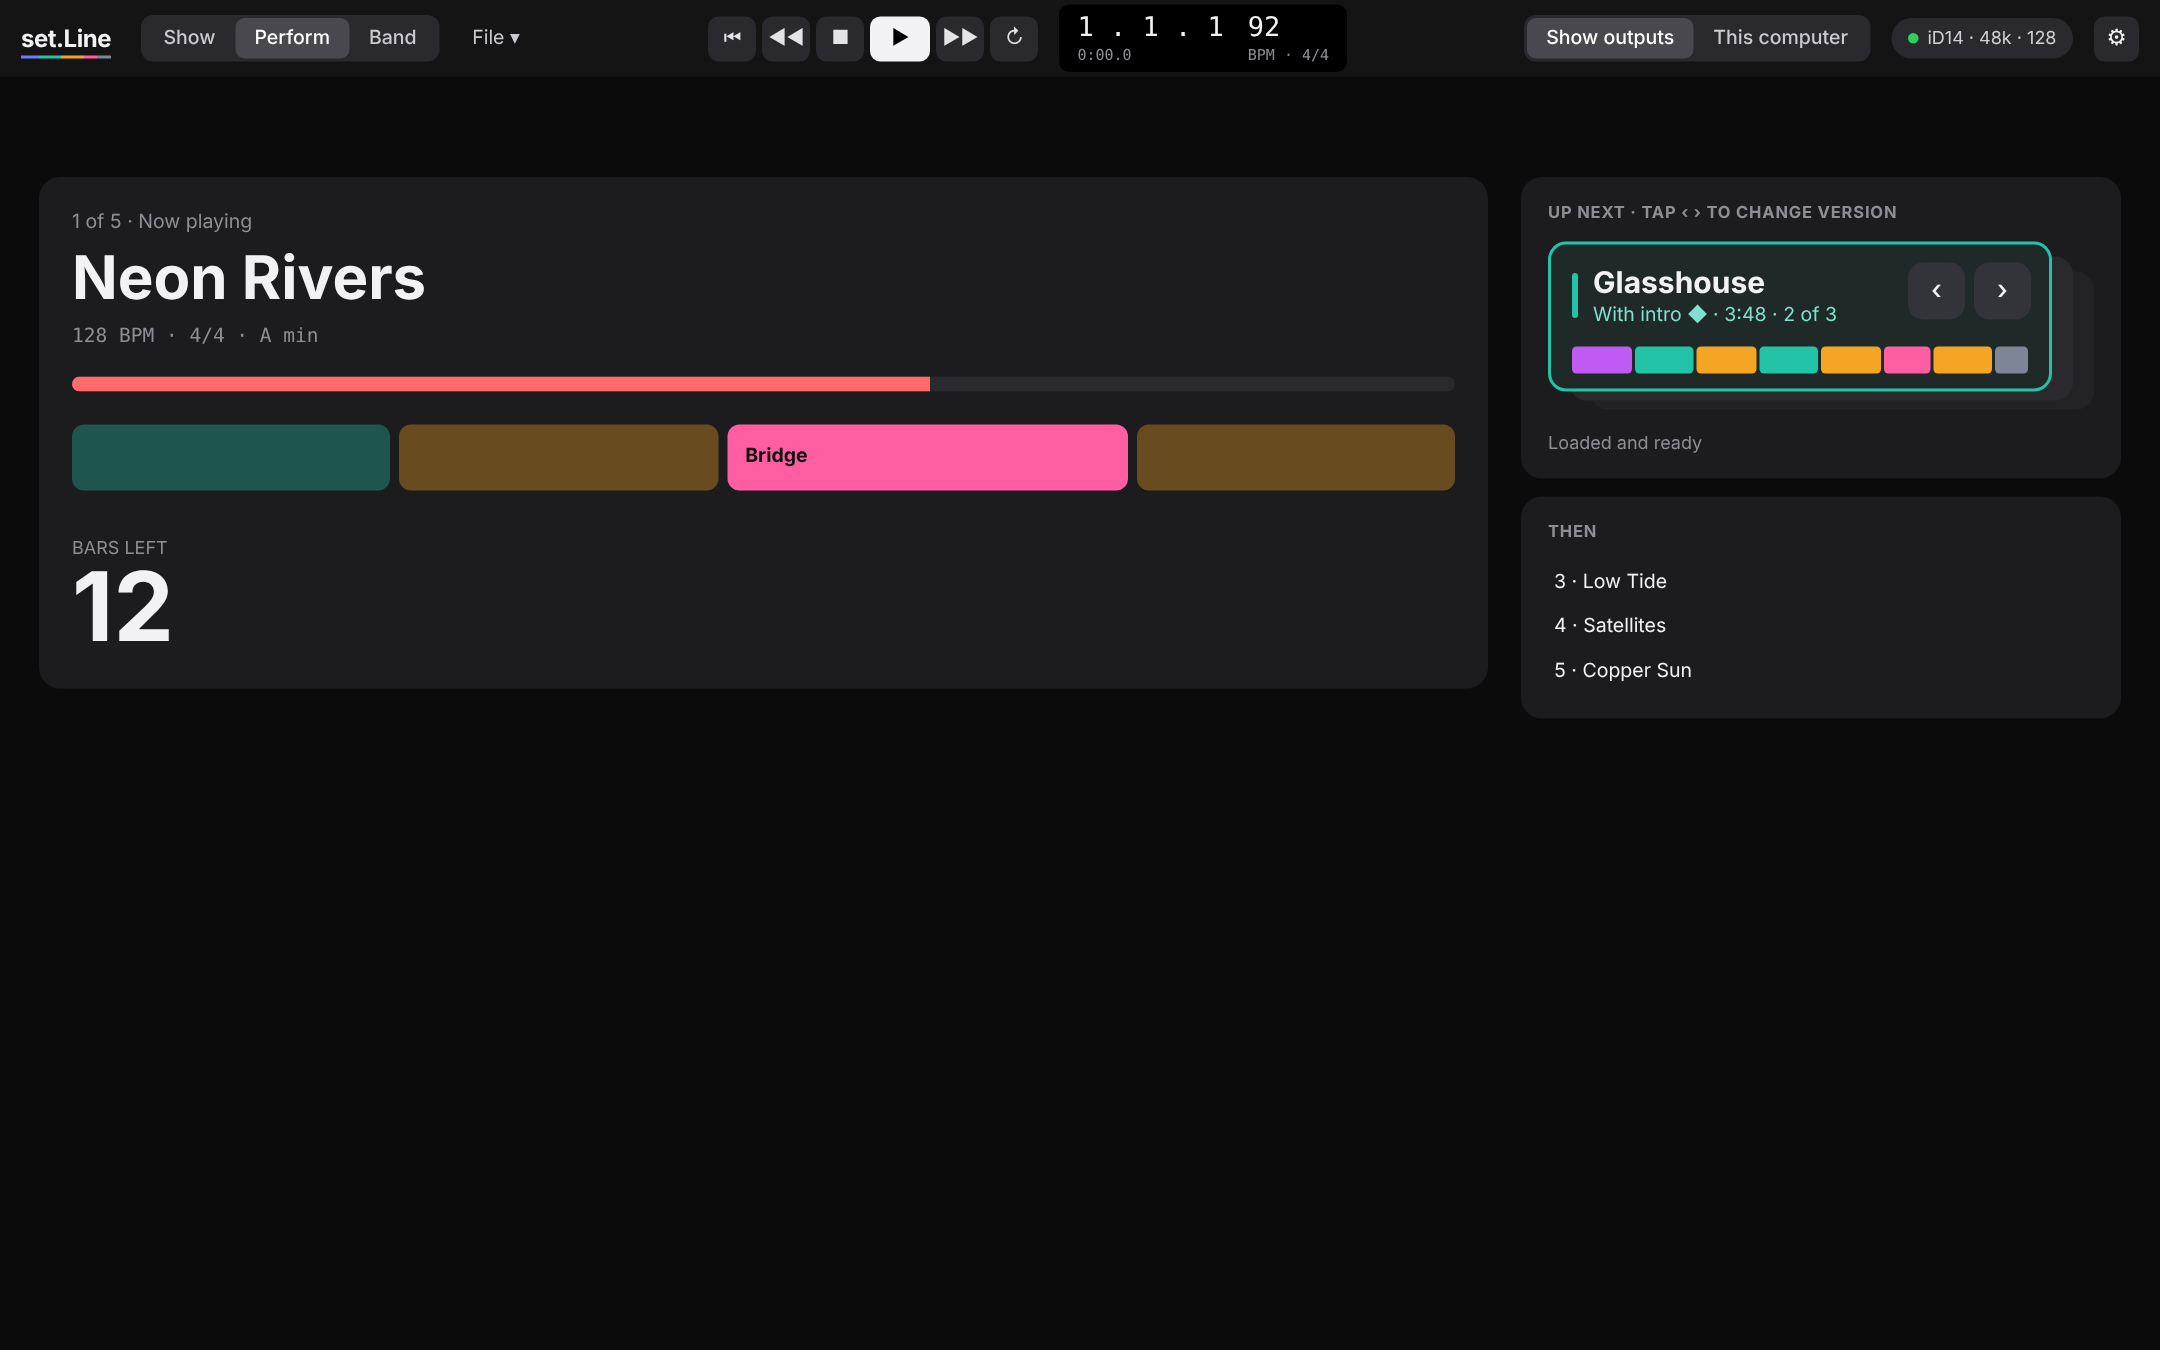 set.Line
Show Perform Band File ▾
1 . 1 . 1 92
0:00.0 BPM · 4/4
Show outputs This computer
iD14 · 48k · 128
1 of 5 · Now playing
Neon Rivers
128 BPM · 4/4 · A min
Bridge
BARS LEFT
12
UP NEXT · TAP ‹ › TO CHANGE VERSION
Glasshouse
With intro ◆ · 3:48 · 2 of 3
Loaded and ready
THEN
3 · Low Tide
4 · Satellites
5 · Copper Sun